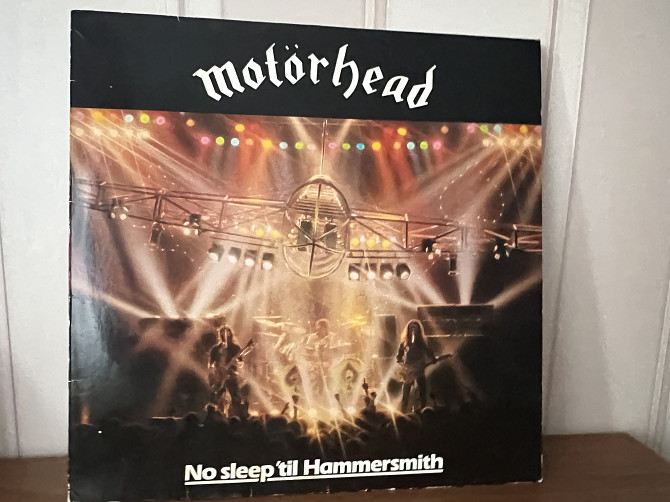 motörhead
No sleep 'til Hammersmith